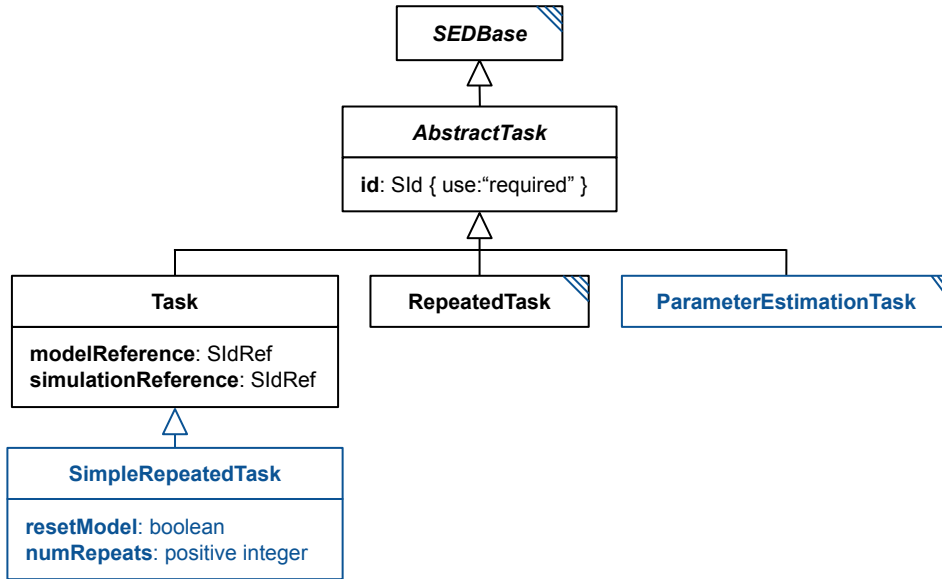 SEDBase
AbstractTask
id: SId { use:“required” }
Task
RepeatedTask
ParameterEstimationTask
modelReference: SIdRef
simulationReference: SIdRef
SimpleRepeatedTask
resetModel: boolean
numRepeats: positive integer